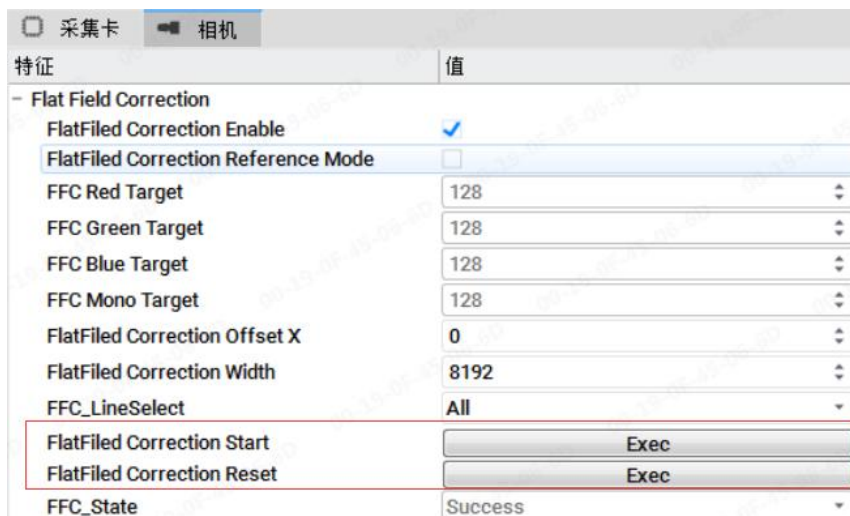 采集卡 相机
特征 值
Flat Field Correction
FlatFiled Correction Enable
FlatFiled Correction Reference Mode
FFC Red Target 128
FFC Green Target 128
FFC Blue Target 128
FFC Mono Target 128
FlatFiled Correction Offset X 0
FlatFiled Correction Width 8192
FFC_LineSelect All
FlatFiled Correction Start Exec
FlatFiled Correction Reset Exec
FFC_State Success